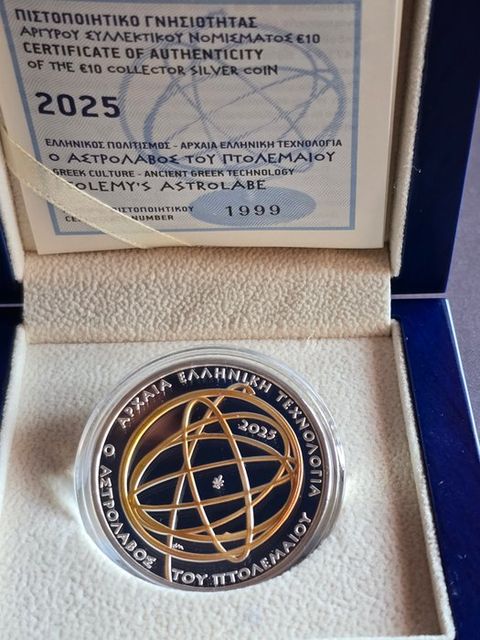 ΠΙΣΤΟΠΟΙΗΤΙΚΟ ΓΝΗΣΙΟΤΗΤΑΣ
ΑΡΓΥΡΟΥ ΣΥΛΛΕΚΤΙΚΟΥ ΝΟΜΙΣΜΑΤΟΣ €10
CERTIFICATE OF AUTHENTICITY
OF THE €10 COLLECTOR SILVER COIN
2025
ΕΛΛΗΝΙΚΟΣ ΠΟΛΙΤΙΣΜΟΣ - ΑΡΧΑΙΑ ΕΛΛΗΝΙΚΗ ΤΕΧΝΟΛΟΓΙΑ
Ο ΑΣΤΡΟΛΑΒΟΣ ΤΟΥ ΠΤΟΛΕΜΑΙΟΥ
GREEK CULTURE - ANCIENT GREEK TECHNOLOGY
OLEMY'S ASTROLABE
ΠΙΣΤΟΠΟΙΗΤΙΚΟΥ
NUMBER
1999
ΑΡΧΑΙΑ ΕΛΛΗΝΙΚΗ ΤΕΧΝΟΛΟΓΙΑ
2025
Ο ΑΣΤΡΟΛΑΒΟΣ ΤΟΥ ΠΤΟΛΕΜΑΙΟΥ